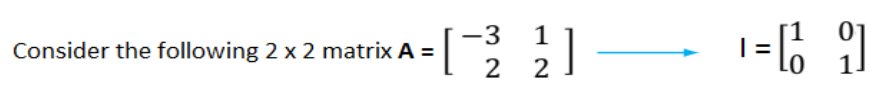 Consider the following 2 x 2 matrix A = [ −3 1 ] ⟶ I = [1 0]
[ 2 2 ] [0 1]